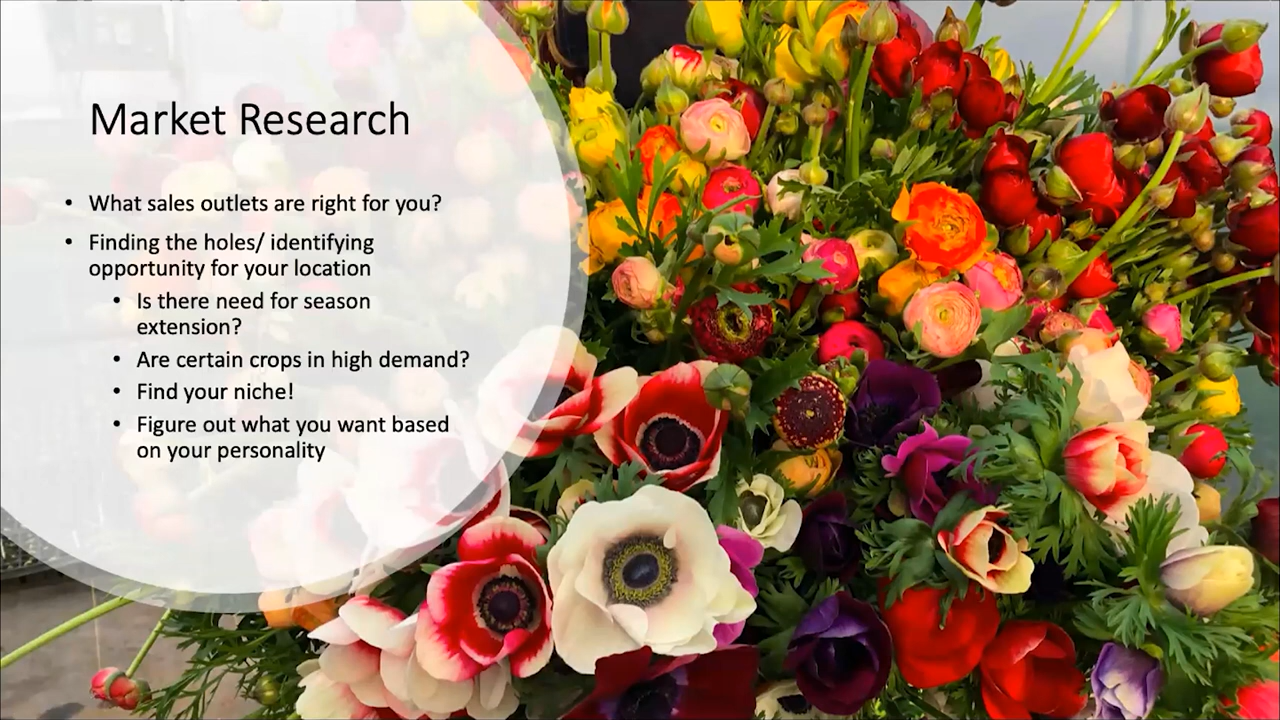 Market Research
• What sales outlets are right for you?
• Finding the holes/ identifying
opportunity for your location
• Is there need for season
extension?
• Are certain crops in high demand?
• Find your niche!
• Figure out what you want based
on your personality